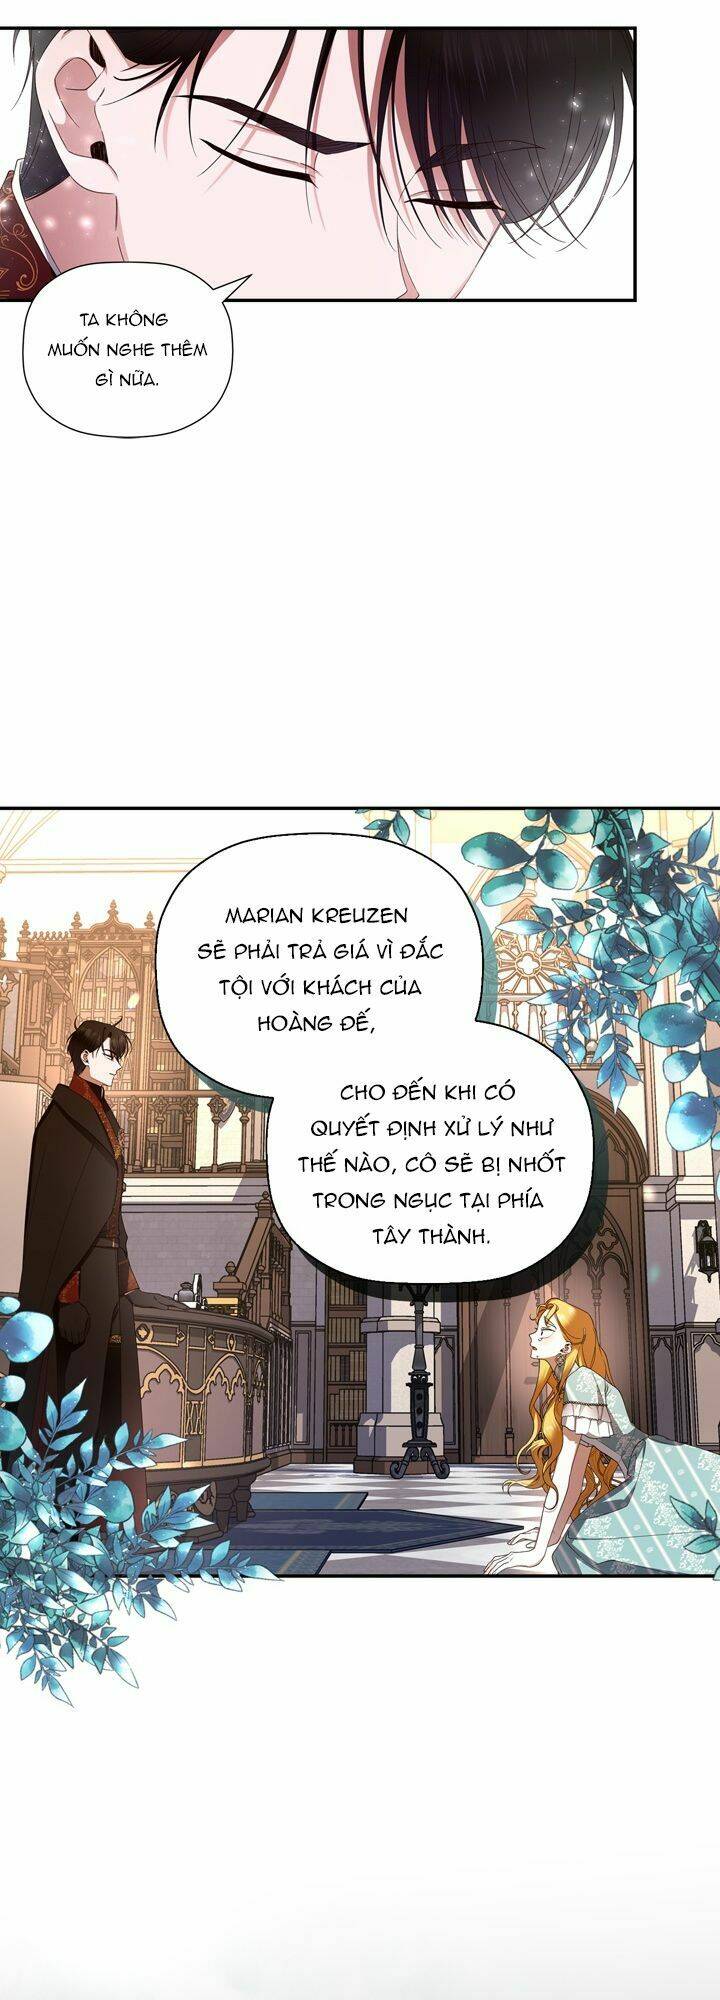 TA KHÔNG
MUỐN NGHE THÊM
GÌ NỮA.
MARIAN KREUZEN
SẼ PHẢI TRẢ GIÁ VÌ ĐẮC
TỘI VỚI KHÁCH CỦA
HOÀNG ĐẾ,
CHO ĐẾN KHI CÓ
QUYẾT ĐỊNH XỬ LÝ NHƯ
THẾ NÀO, CÔ SẼ BỊ NHỐT
TRONG NGỤC TẠI PHÍA
TÂY THÀNH.